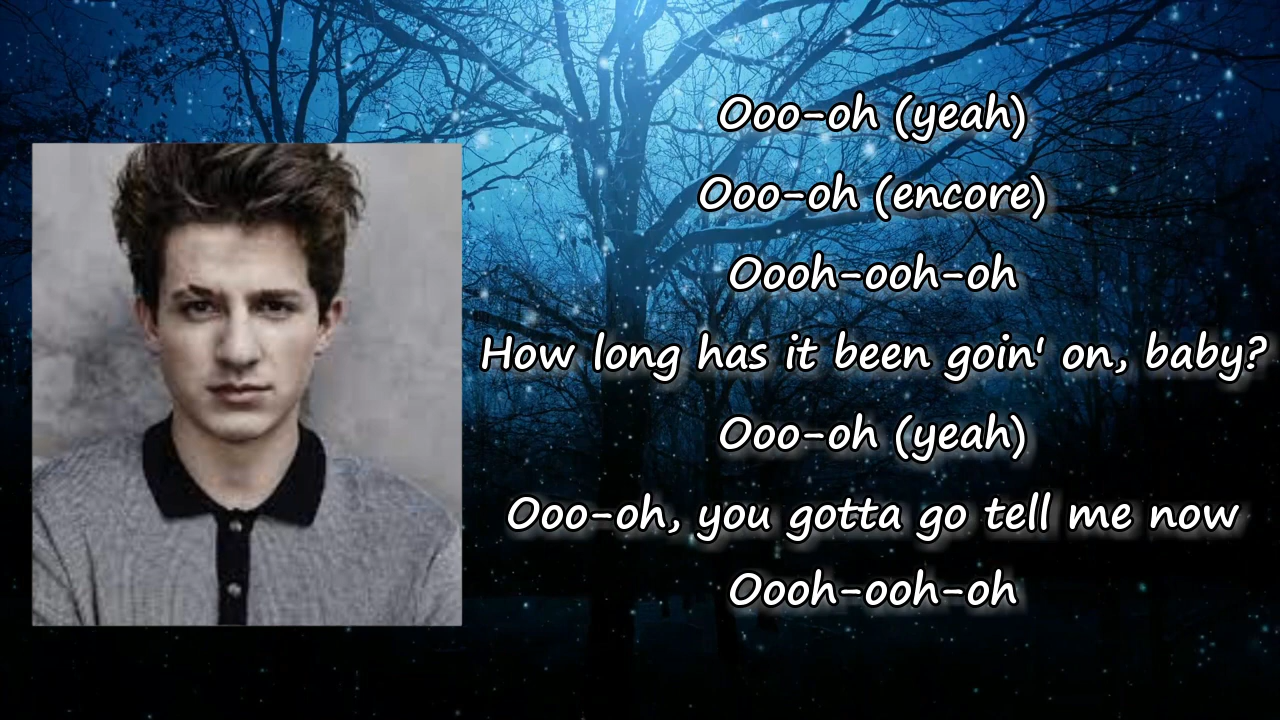 Ooo-oh (yeah)
Ooo-oh (encore)
Oooh-ooh-oh
How long has it been goin' on, baby?
Ooo-oh (yeah)
Ooo-oh, you gotta go tell me now
Oooh-ooh-oh